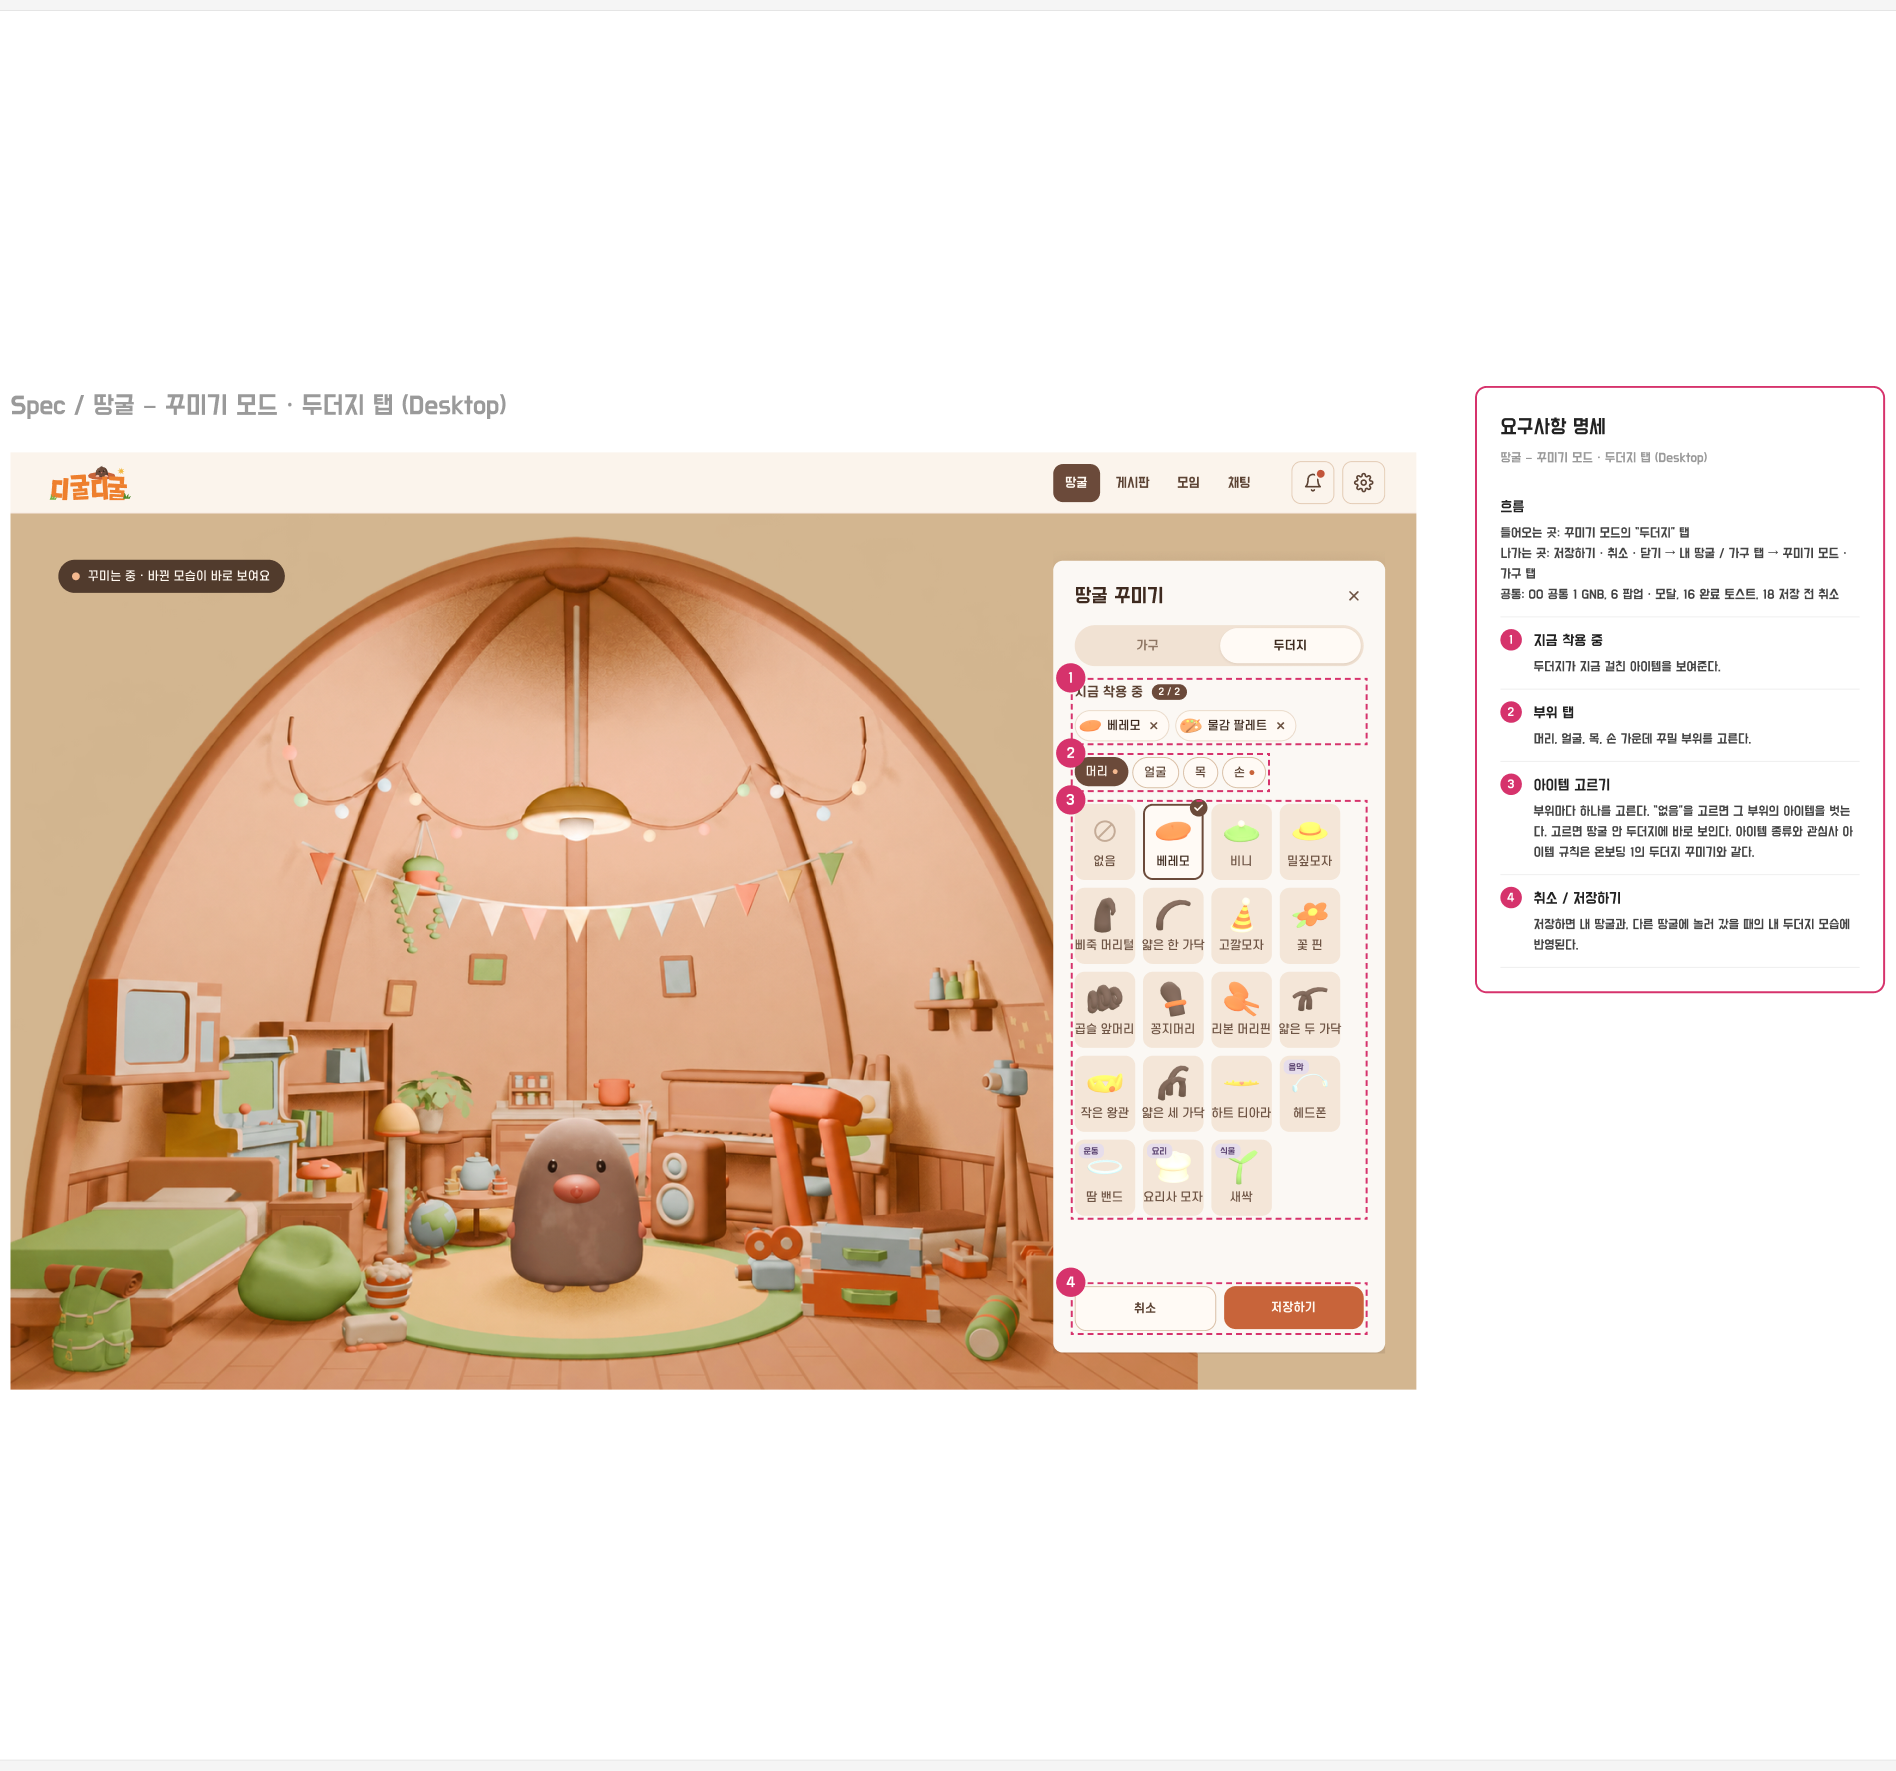 Spec / 땅굴 – 꾸미기 모드 · 두더지 탭 (Desktop)
디굴디굴
땅굴
게시판
모임
채팅
꾸미는 중 · 바뀐 모습이 바로 보여요
땅굴 꾸미기
가구
두더지
1
지금 착용 중
2 / 2
베레모
물감 팔레트
2
머리
얼굴
목
손
3
없음
베레모
비니
밀짚모자
삐죽 머리털
얇은 한 가닥
고깔모자
꽃 핀
곱슬 앞머리
꽁지머리
리본 머리핀
얇은 두 가닥
작은 왕관
얇은 세 가닥
하트 티아라
음악
헤드폰
운동
땀 밴드
요리
요리사 모자
식물
새싹
4
취소
저장하기
요구사항 명세
땅굴 – 꾸미기 모드 · 두더지 탭 (Desktop)
흐름
들어오는 곳: 꾸미기 모드의 "두더지" 탭
나가는 곳: 저장하기 · 취소 · 닫기 → 내 땅굴 / 가구 탭 → 꾸미기 모드 ·
가구 탭
공통: 00 공통 1 GNB, 6 팝업 · 모달, 16 완료 토스트, 18 저장 전 취소
1 지금 착용 중
두더지가 지금 걸친 아이템을 보여준다.
2 부위 탭
머리, 얼굴, 목, 손 가운데 꾸밀 부위를 고른다.
3 아이템 고르기
부위마다 하나를 고른다. "없음"을 고르면 그 부위의 아이템을 벗는
다. 고르면 땅굴 안 두더지에 바로 보인다. 아이템 종류와 관심사 아
이템 규칙은 온보딩 1의 두더지 꾸미기와 같다.
4 취소 / 저장하기
저장하면 내 땅굴과, 다른 땅굴에 놀러 갔을 때의 내 두더지 모습에
반영된다.